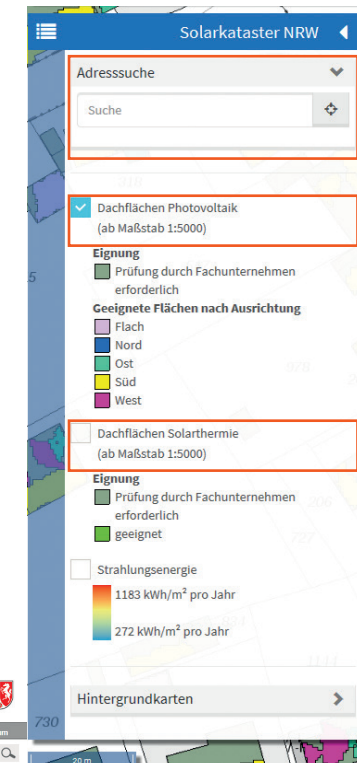 Solarkataster NRW
Adresssuche
Suche
Dachflächen Photovoltaik
(ab Maßstab 1:5000)
Eignung
Prüfung durch Fachunternehmen
erforderlich
Geeignete Flächen nach Ausrichtung
Flach
Nord
Ost
Süd
West
Dachflächen Solarthermie
(ab Maßstab 1:5000)
Eignung
Prüfung durch Fachunternehmen
erforderlich
geeignet
Strahlungsenergie
1183 kWh/m² pro Jahr
272 kWh/m² pro Jahr
Hintergrundkarten
730
20 m